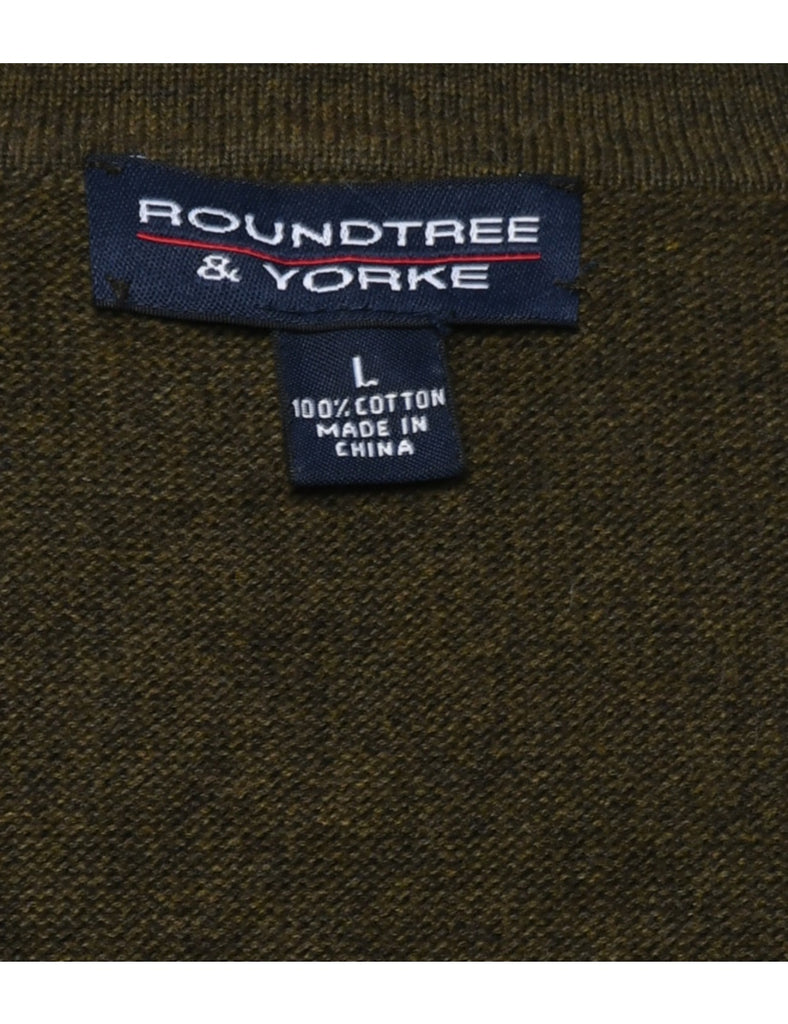 ROUNDTREE
& YORKE
L
100% COTTON
MADE IN
CHINA